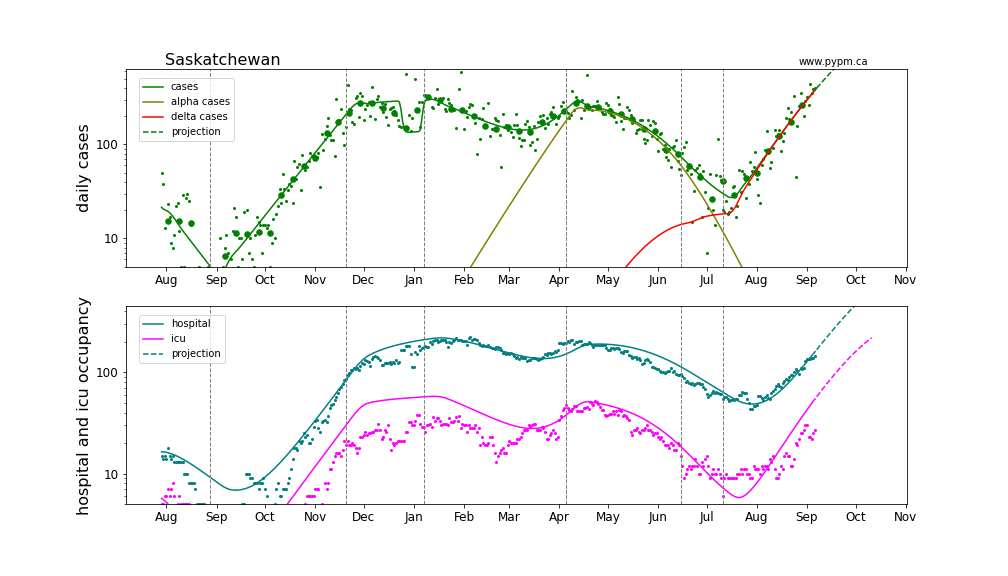 Saskatchewan
www.pypm.ca
cases
alpha cases
delta cases
projection
daily cases
100
10
Aug Sep Oct Nov Dec Jan Feb Mar Apr May Jun Jul Aug Sep Oct Nov
hospital
icu
projection
hospital and icu occupancy
100
10
Aug Sep Oct Nov Dec Jan Feb Mar Apr May Jun Jul Aug Sep Oct Nov